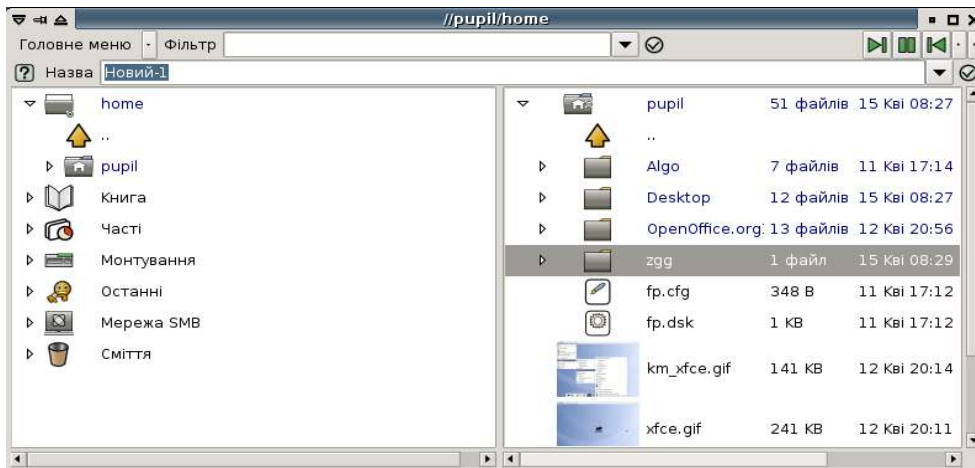 //pupil/home
Головне меню Фільтр
Назва Новий-1
home
..
pupil
Книга
Часті
Монтування
Останні
Мережа SMB
Сміття
pupil 51 файлів 15 Кві 08:27
..
Algo 7 файлів 11 Кві 17:14
Desktop 12 файлів 15 Кві 08:27
OpenOffice.org 13 файлів 12 Кві 20:56
zgg 1 файл 15 Кві 08:29
fp.cfg 348 B 11 Кві 17:12
fp.dsk 1 KB 11 Кві 17:12
km_xfce.gif 141 KB 12 Кві 20:14
xfce.gif 241 KB 12 Кві 20:11